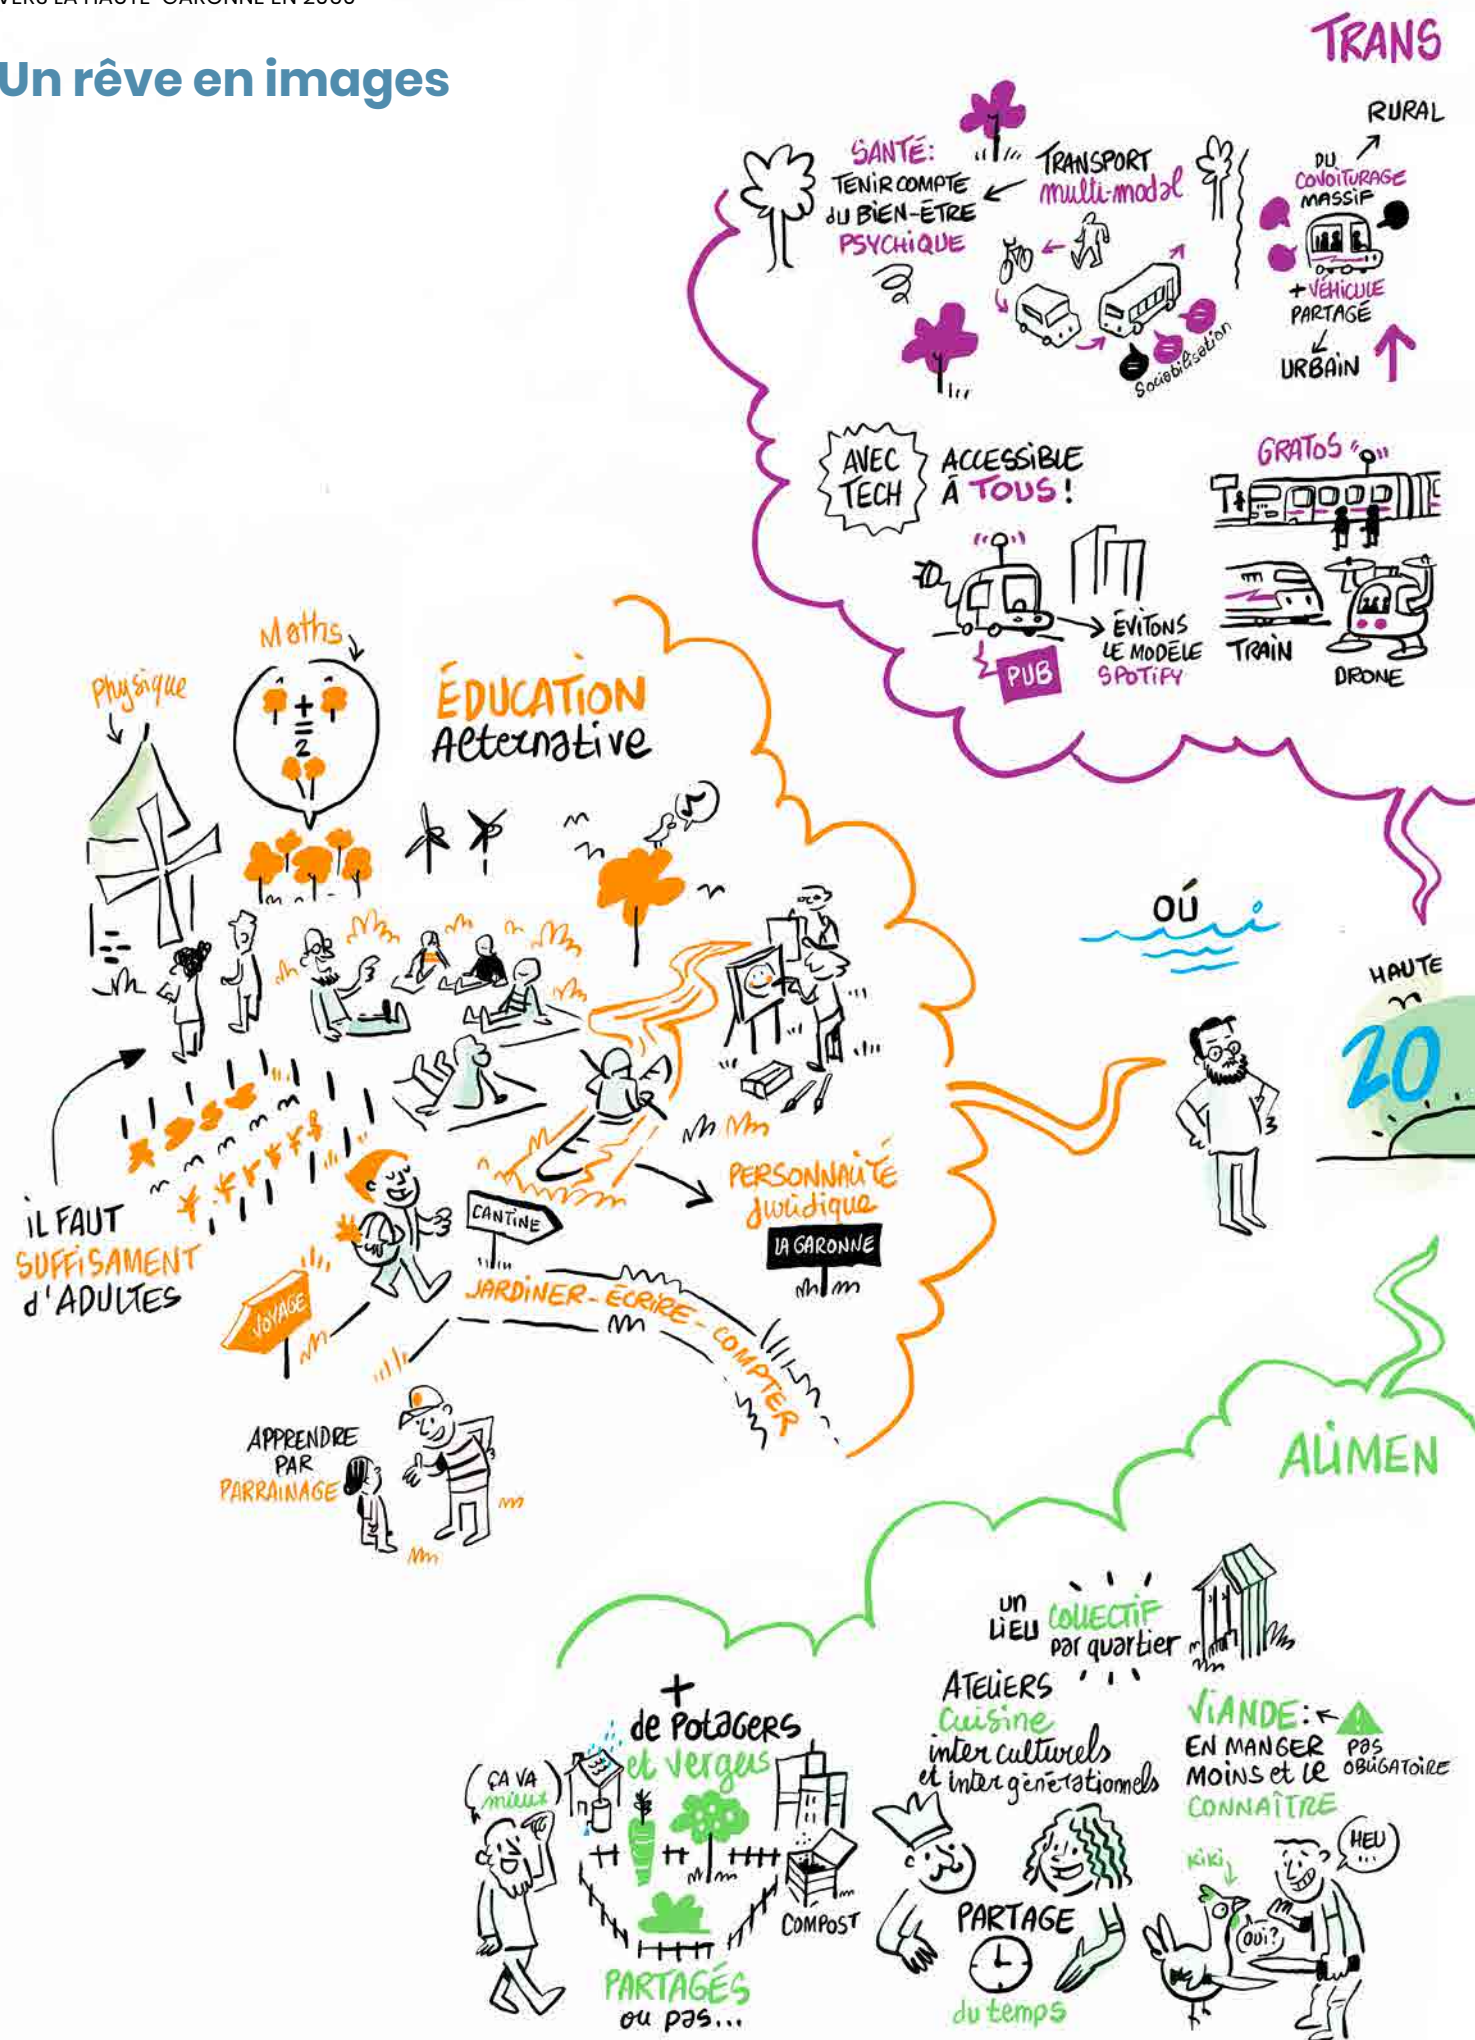 Un rêve en images
TRANS
SANTÉ:
TENIR COMPTE
du BIEN-ÊTRE
PSYCHIQUE
TRANSPORT
multi-modal
Sociabilisation
RURAL
DU
COVOITURAGE
MASSIF
+ VÉHICULE
PARTAGÉ
URBAIN
AVEC
TECH
ACCESSIBLE
À TOUS !
PUB
ÉVITONS
LE MODÈLE
SPOTIFY
GRATOS
TRAIN
DRONE
Physique
Maths
+
=
2
ÉDUCATION
Alternative
IL FAUT
SUFFISAMENT
d'ADULTES
VOYAGE
CANTINE
JARDINER - ÉCRIRE - COMPTER
PERSONNALITÉ
Juridique
LA GARONNE
APPRENDRE
PAR
PARRAINAGE
OÚ
HAUTE
20
ALIMEN
UN
LIEU COLLECTIF
par quartier
+
de POTAGERS
et vergers
ÇA VA
mieux
COMPOST
PARTAGÉS
ou pas...
ATELIERS
Cuisine
inter culturels
et inter générationnels
PARTAGE
du temps
VIANDE:
EN MANGER
MOINS et LE
CONNAÎTRE
!
pas
OBLIGATOIRE
KIKI
OUI?
HEU
...